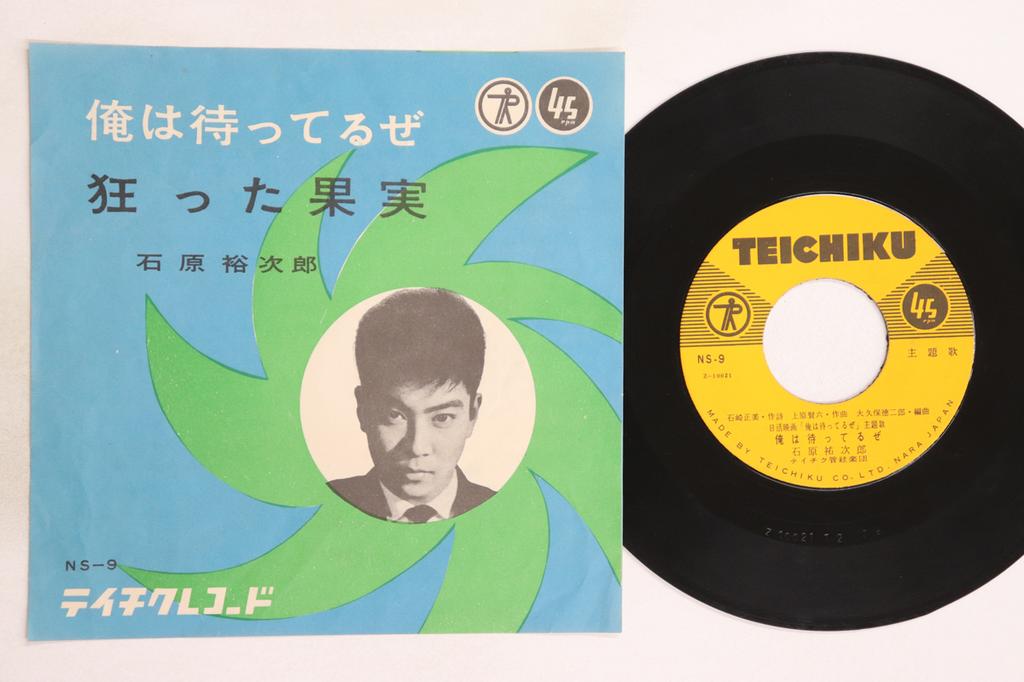 俺は待ってるぜ
狂った果実
石原裕次郎
45
rpm
NS-9
テイチクレコード
TEICHIKU
45
rpm
NS-9
Z-10021
主題歌
石崎正美・作詩 上原賢六・作曲 大久保徳二郎・編曲
日活映画「俺は待ってるぜ」主題歌
俺は待ってるぜ
石原裕次郎
テイチク管絃楽団
MADE BY TEICHIKU CO., LTD. NARA JAPAN